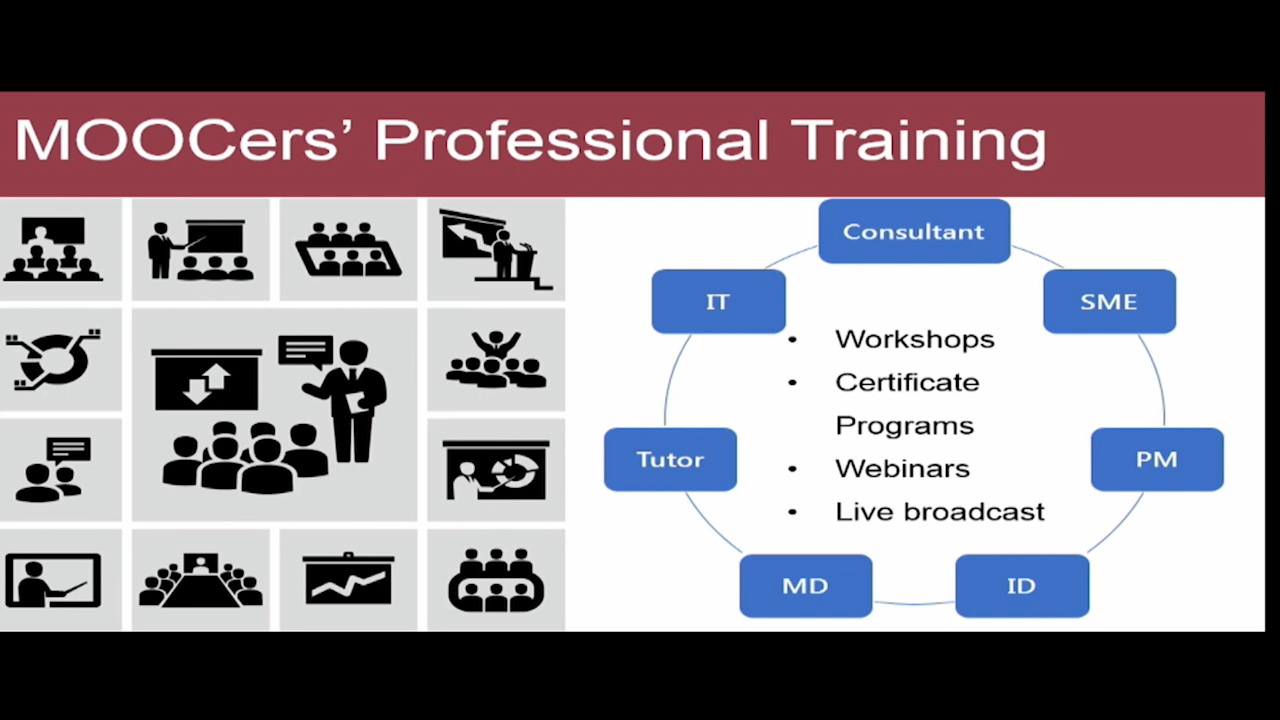 MOOCers’ Professional Training
Consultant
IT
SME
• Workshops
• Certificate
Programs
• Webinars
• Live broadcast
Tutor
PM
MD
ID